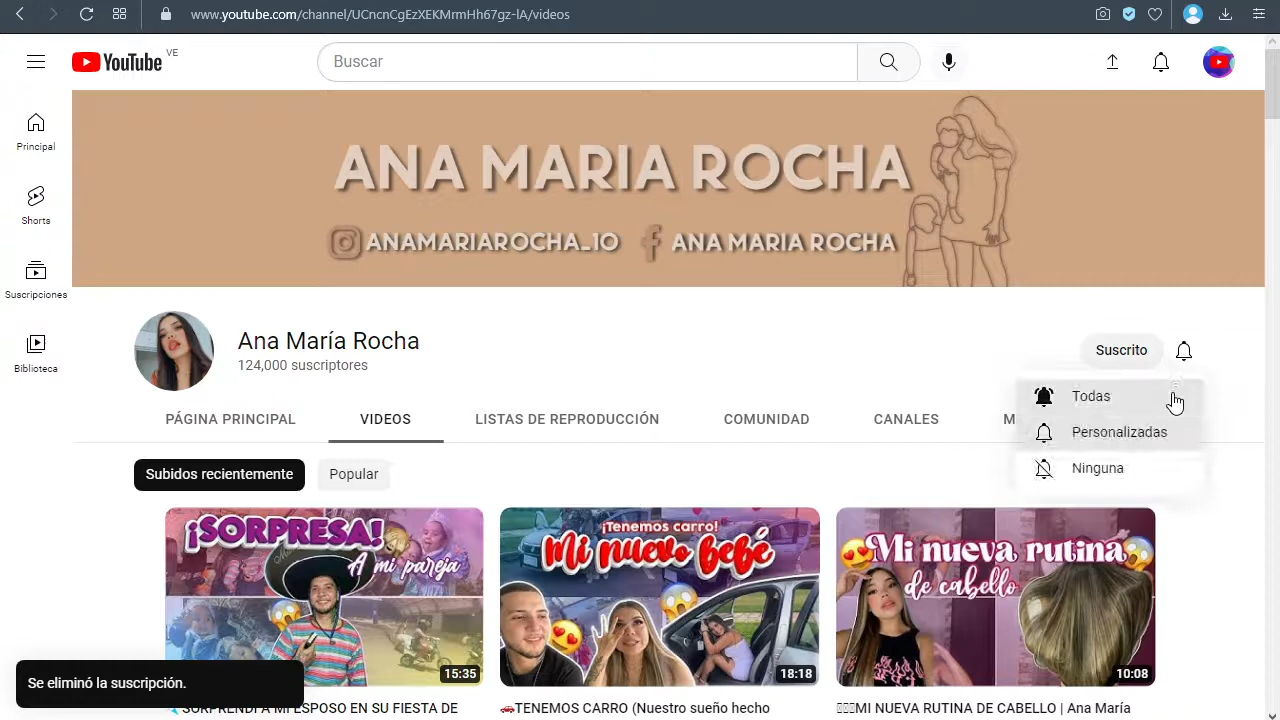 www.youtube.com/channel/UCncnCgEzXEKMrmHh67gz-lA/videos
YouTube VE
Buscar
Principal
Shorts
Suscripciones
Biblioteca
ANA MARIA ROCHA
ANAMARIAROCHA_10 ANA MARIA ROCHA
Ana María Rocha
124,000 suscriptores
Suscrito
Todas
Personalizadas
Ninguna
PÁGINA PRINCIPAL VIDEOS LISTAS DE REPRODUCCIÓN COMUNIDAD CANALES M
Subidos recientemente Popular
¡SORPRESA!
A mi pareja
15:35
¡Tenemos carro!
Mi nuevo bebé
18:18
Mi nueva rutina
de cabello
10:08
Se eliminó la suscripción.
SORPRENDÍ A MI ESPOSO EN SU FIESTA DE
🚗TENEMOS CARRO (Nuestro sueño hecho
MI NUEVA RUTINA DE CABELLO | Ana María